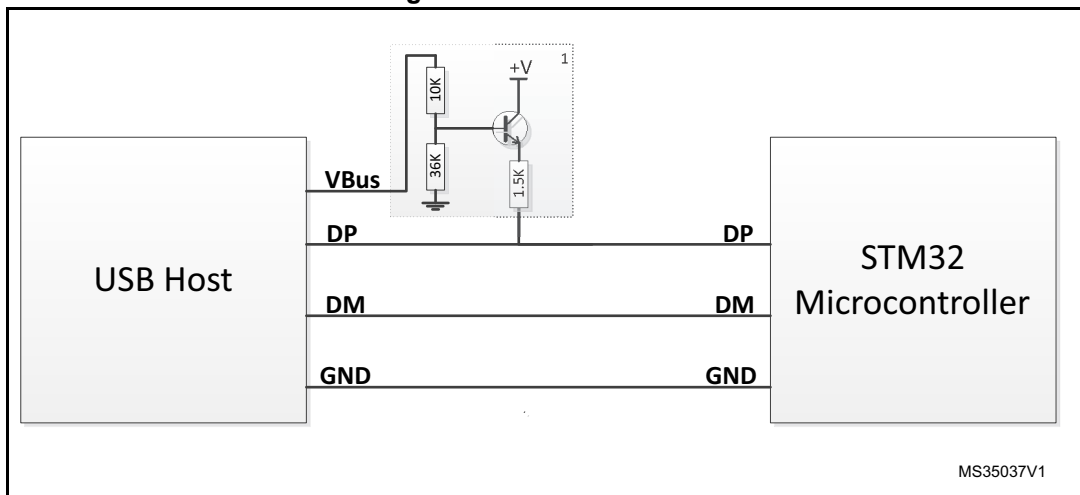 g
+V
1
10K
36K
1.5K
VBus
DP
DP
USB Host
STM32
Microcontroller
DM
DM
GND
GND
MS35037V1